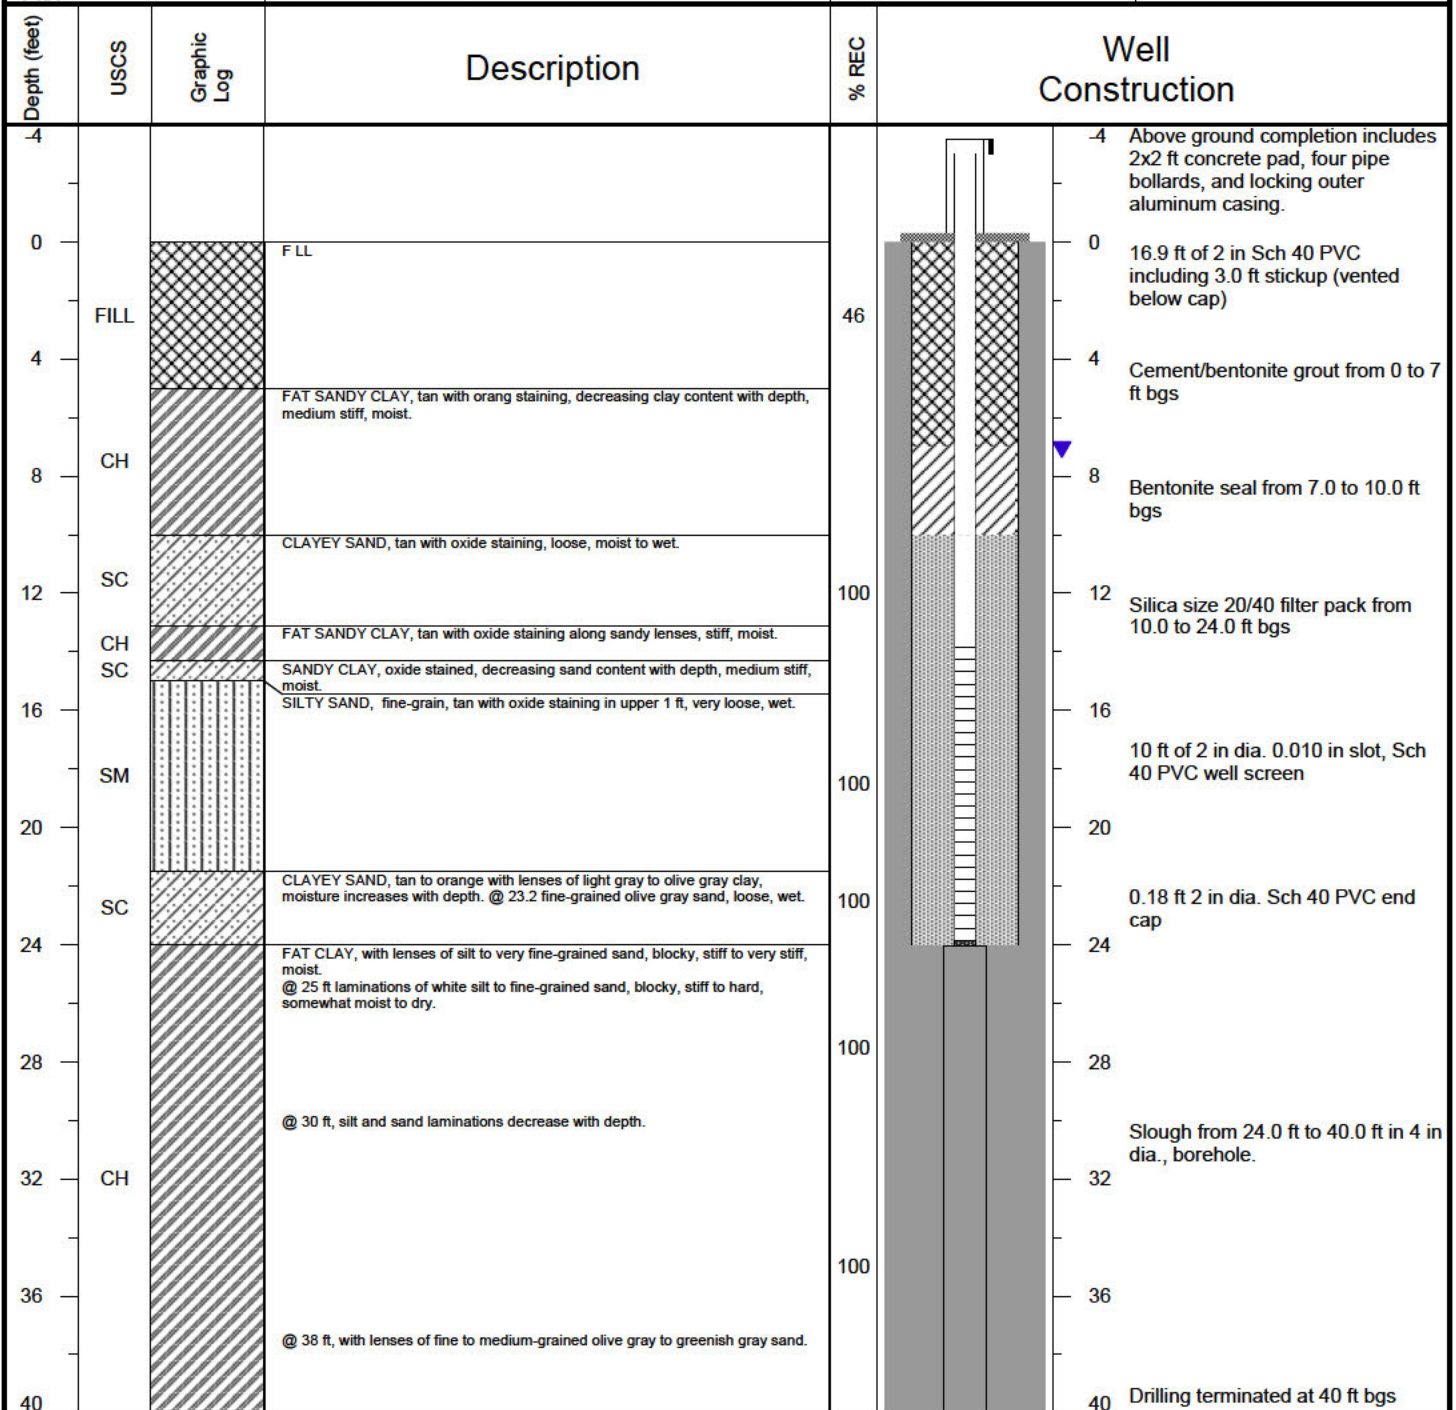 Depth (feet)
USCS
Graphic
Log
Description
% REC
Well
Construction
-4
0
4
8
12
16
20
24
28
32
36
40
FILL
CH
SC
CH
SC
SM
SC
CH
F LL
FAT SANDY CLAY, tan with orang staining, decreasing clay content with depth,
medium stiff, moist.
CLAYEY SAND, tan with oxide staining, loose, moist to wet.
FAT SANDY CLAY, tan with oxide staining along sandy lenses, stiff, moist.
SANDY CLAY, oxide stained, decreasing sand content with depth, medium stiff,
moist.
SILTY SAND, fine-grain, tan with oxide staining in upper 1 ft, very loose, wet.
CLAYEY SAND, tan to orange with lenses of light gray to olive gray clay,
moisture increases with depth. @ 23.2 fine-grained olive gray sand, loose, wet.
FAT CLAY, with lenses of silt to very fine-grained sand, blocky, stiff to very stiff,
moist.
@ 25 ft laminations of white silt to fine-grained sand, blocky, stiff to hard,
somewhat moist to dry.
@ 30 ft, silt and sand laminations decrease with depth.
@ 38 ft, with lenses of fine to medium-grained olive gray to greenish gray sand.
46
100
100
100
100
100
-4
0
4
8
12
16
20
24
28
32
36
40
Above ground completion includes
2x2 ft concrete pad, four pipe
bollards, and locking outer
aluminum casing.
16.9 ft of 2 in Sch 40 PVC
including 3.0 ft stickup (vented
below cap)
Cement/bentonite grout from 0 to 7
ft bgs
Bentonite seal from 7.0 to 10.0 ft
bgs
Silica size 20/40 filter pack from
10.0 to 24.0 ft bgs
10 ft of 2 in dia. 0.010 in slot, Sch
40 PVC well screen
0.18 ft 2 in dia. Sch 40 PVC end
cap
Slough from 24.0 ft to 40.0 ft in 4 in
dia., borehole.
Drilling terminated at 40 ft bgs